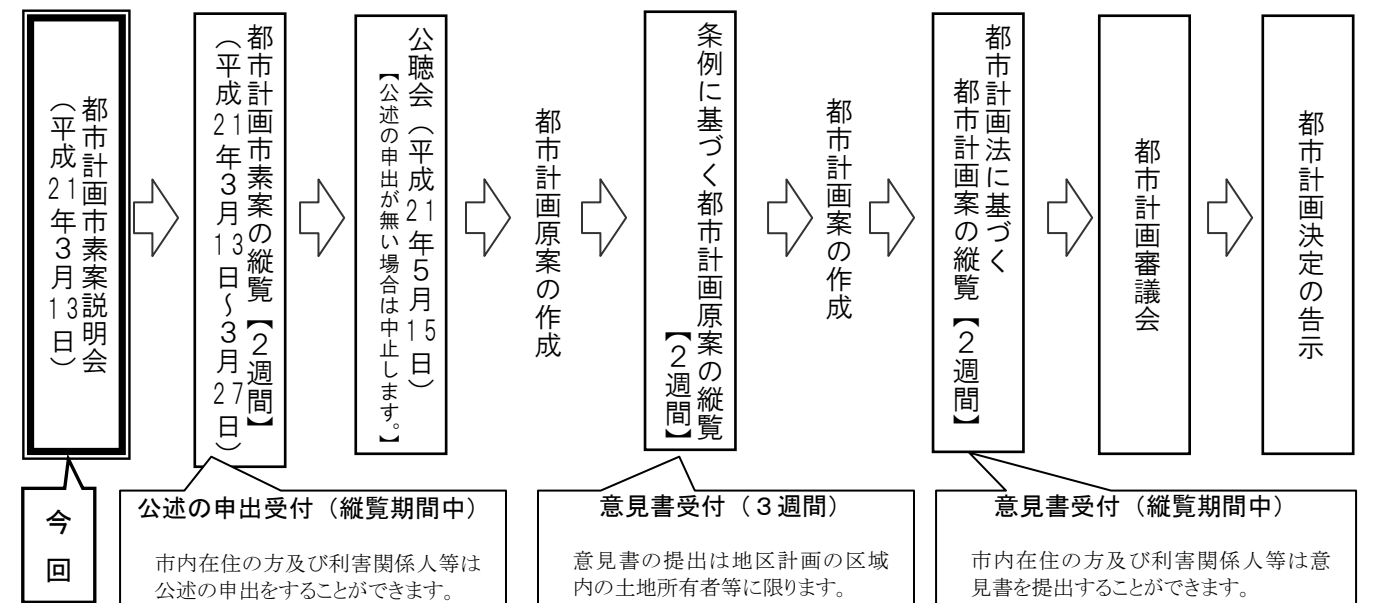 都市計画市素案説明会
（平成21年３月13日）
都市計画市素案の縦覧【２週間】
（平成21年３月13日～３月27日）
公聴会（平成21年５月15日）
【公述の申出が無い場合は中止します。】
都市計画原案の作成
条例に基づく都市計画原案の縦覧
【２週間】
都市計画案の作成
都市計画法に基づく
都市計画案の縦覧【２週間】
都市計画審議会
都市計画決定の告示
今
回
公述の申出受付（縦覧期間中）
市内在住の方及び利害関係人等は
公述の申出をすることができます。
意見書受付（３週間）
意見書の提出は地区計画の区域
内の土地所有者等に限ります。
意見書受付（縦覧期間中）
市内在住の方及び利害関係人等は意
見書を提出することができます。